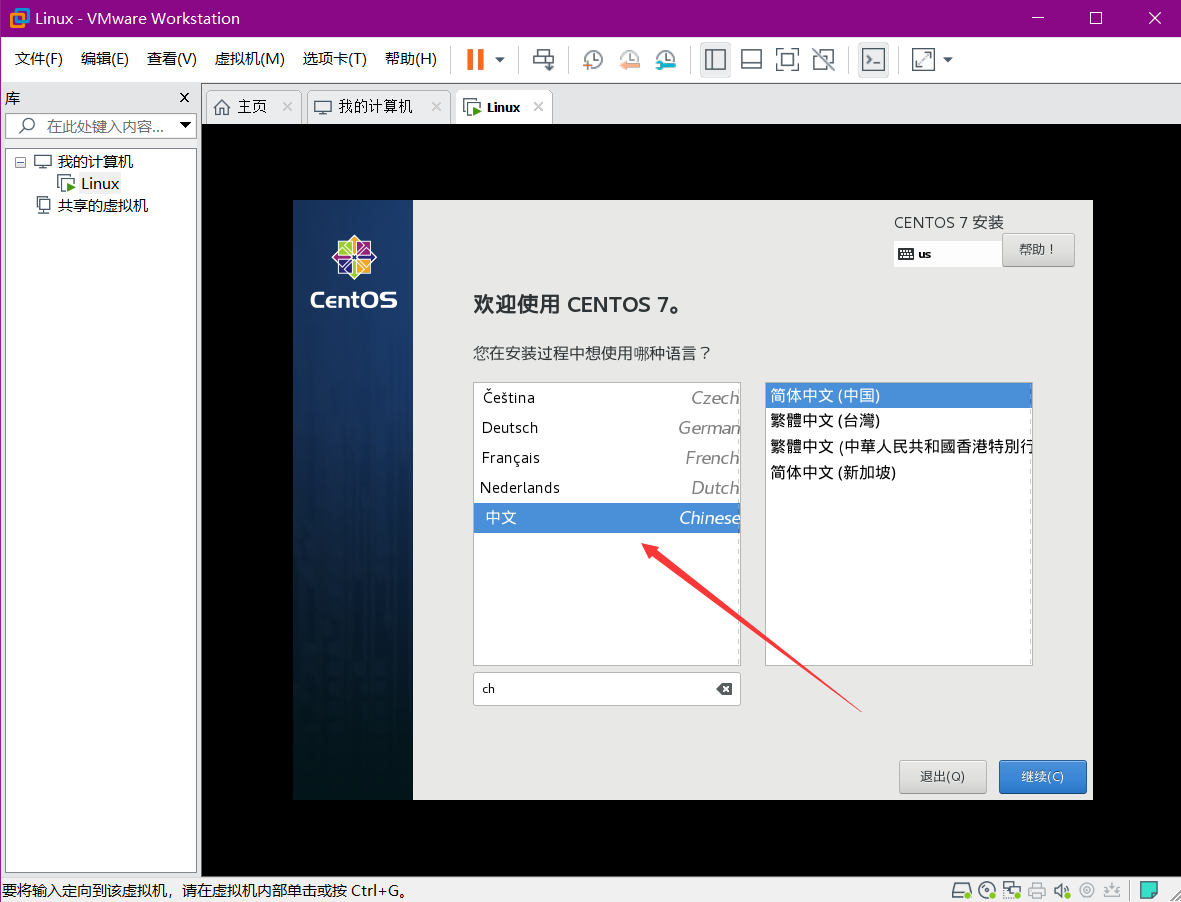 Linux - VMware Workstation
文件(F) 编辑(E) 查看(V) 虚拟机(M) 选项卡(T) 帮助(H)
库
在此处键入内容...
我的计算机
Linux
共享的虚拟机
主页 我的计算机 Linux
CentOS
CENTOS 7 安装
us 帮助！
欢迎使用 CENTOS 7。
您在安装过程中想使用哪种语言？
Čeština Czech
Deutsch German
Français French
Nederlands Dutch
中文 Chinese
简体中文 (中国)
繁體中文 (台灣)
繁體中文 (中華人民共和國香港特別行
简体中文 (新加坡)
ch
退出(Q) 继续(C)
要将输入定向到该虚拟机，请在虚拟机内部单击或按 Ctrl+G。